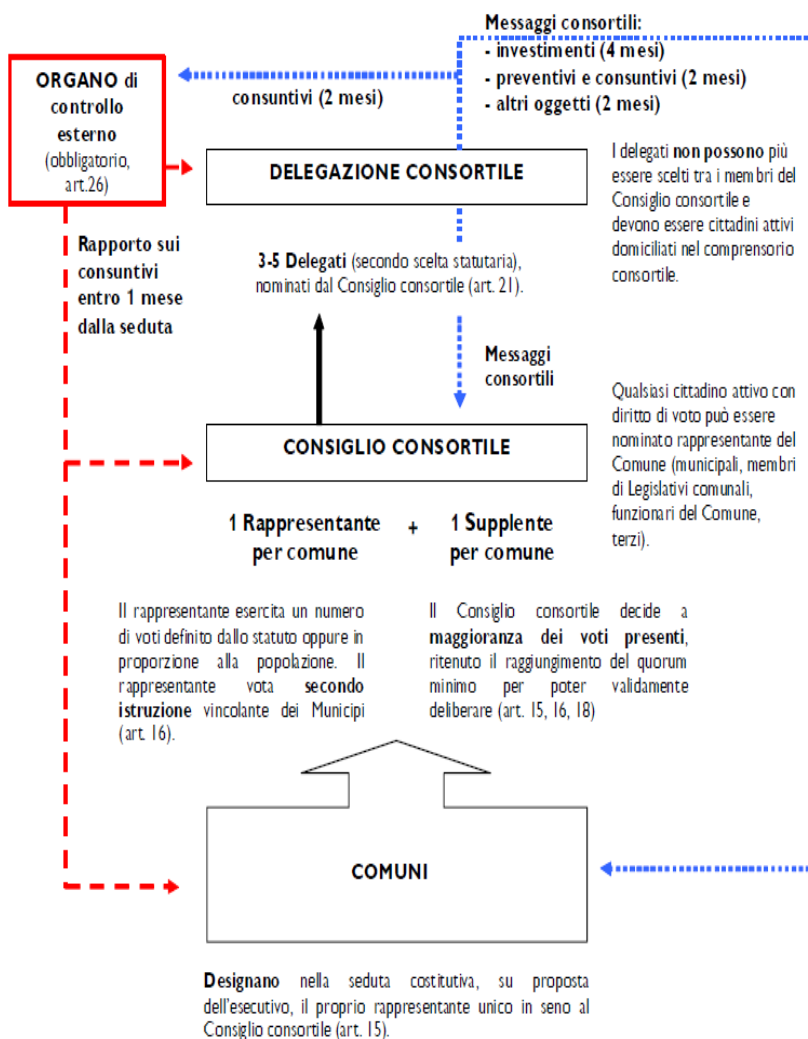 Messaggi consortili:
- investimenti (4 mesi)
- preventivi e consuntivi (2 mesi)
- altri oggetti (2 mesi)
ORGANO di
controllo
esterno
(obbligatorio,
art.26)
consuntivi (2 mesi)
DELEGAZIONE CONSORTILE
I delegati non possono più
essere scelti tra i membri del
Consiglio consortile e
devono essere cittadini attivi
domiciliati nel comprensorio
consortile.
Rapporto sui
consuntivi
entro 1 mese
dalla seduta
3-5 Delegati (secondo scelta statutaria),
nominati dal Consiglio consortile (art. 21).
Messaggi
consortili
Qualsiasi cittadino attivo con
diritto di voto può essere
nominato rappresentante del
Comune (municipali, membri
di Legislativi comunali,
funzionari del Comune,
terzi).
CONSIGLIO CONSORTILE
1 Rappresentante
per comune
+
1 Supplente
per comune
Il rappresentante esercita un numero
di voti definito dallo statuto oppure in
proporzione alla popolazione. Il
rappresentante vota secondo
istruzione vincolante dei Municipi
(art. 16).
Il Consiglio consortile decide a
maggioranza dei voti presenti,
ritenuto il raggiungimento del quorum
minimo per poter validamente
deliberare (art. 15, 16, 18)
COMUNI
Designano nella seduta costitutiva, su proposta
dell'esecutivo, il proprio rappresentante unico in seno al
Consiglio consortile (art. 15).